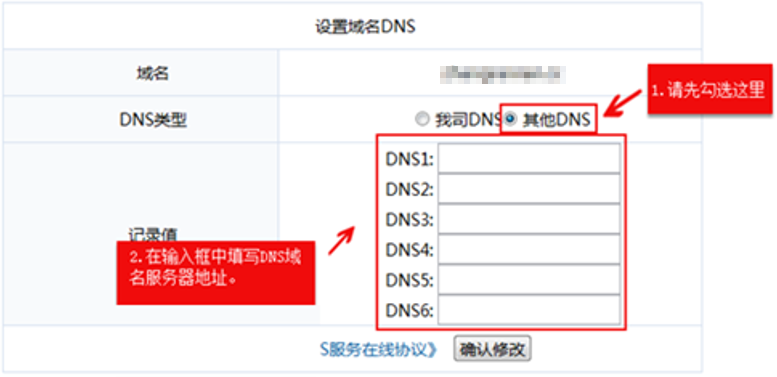 设置域名DNS
域名
1.请先勾选这里
DNS类型
我司DNS
其他DNS
DNS1:
DNS2:
DNS3:
DNS4:
DNS5:
DNS6:
记录值
2.在输入框中填写DNS域
名服务器地址。
S服务在线协议》
确认修改